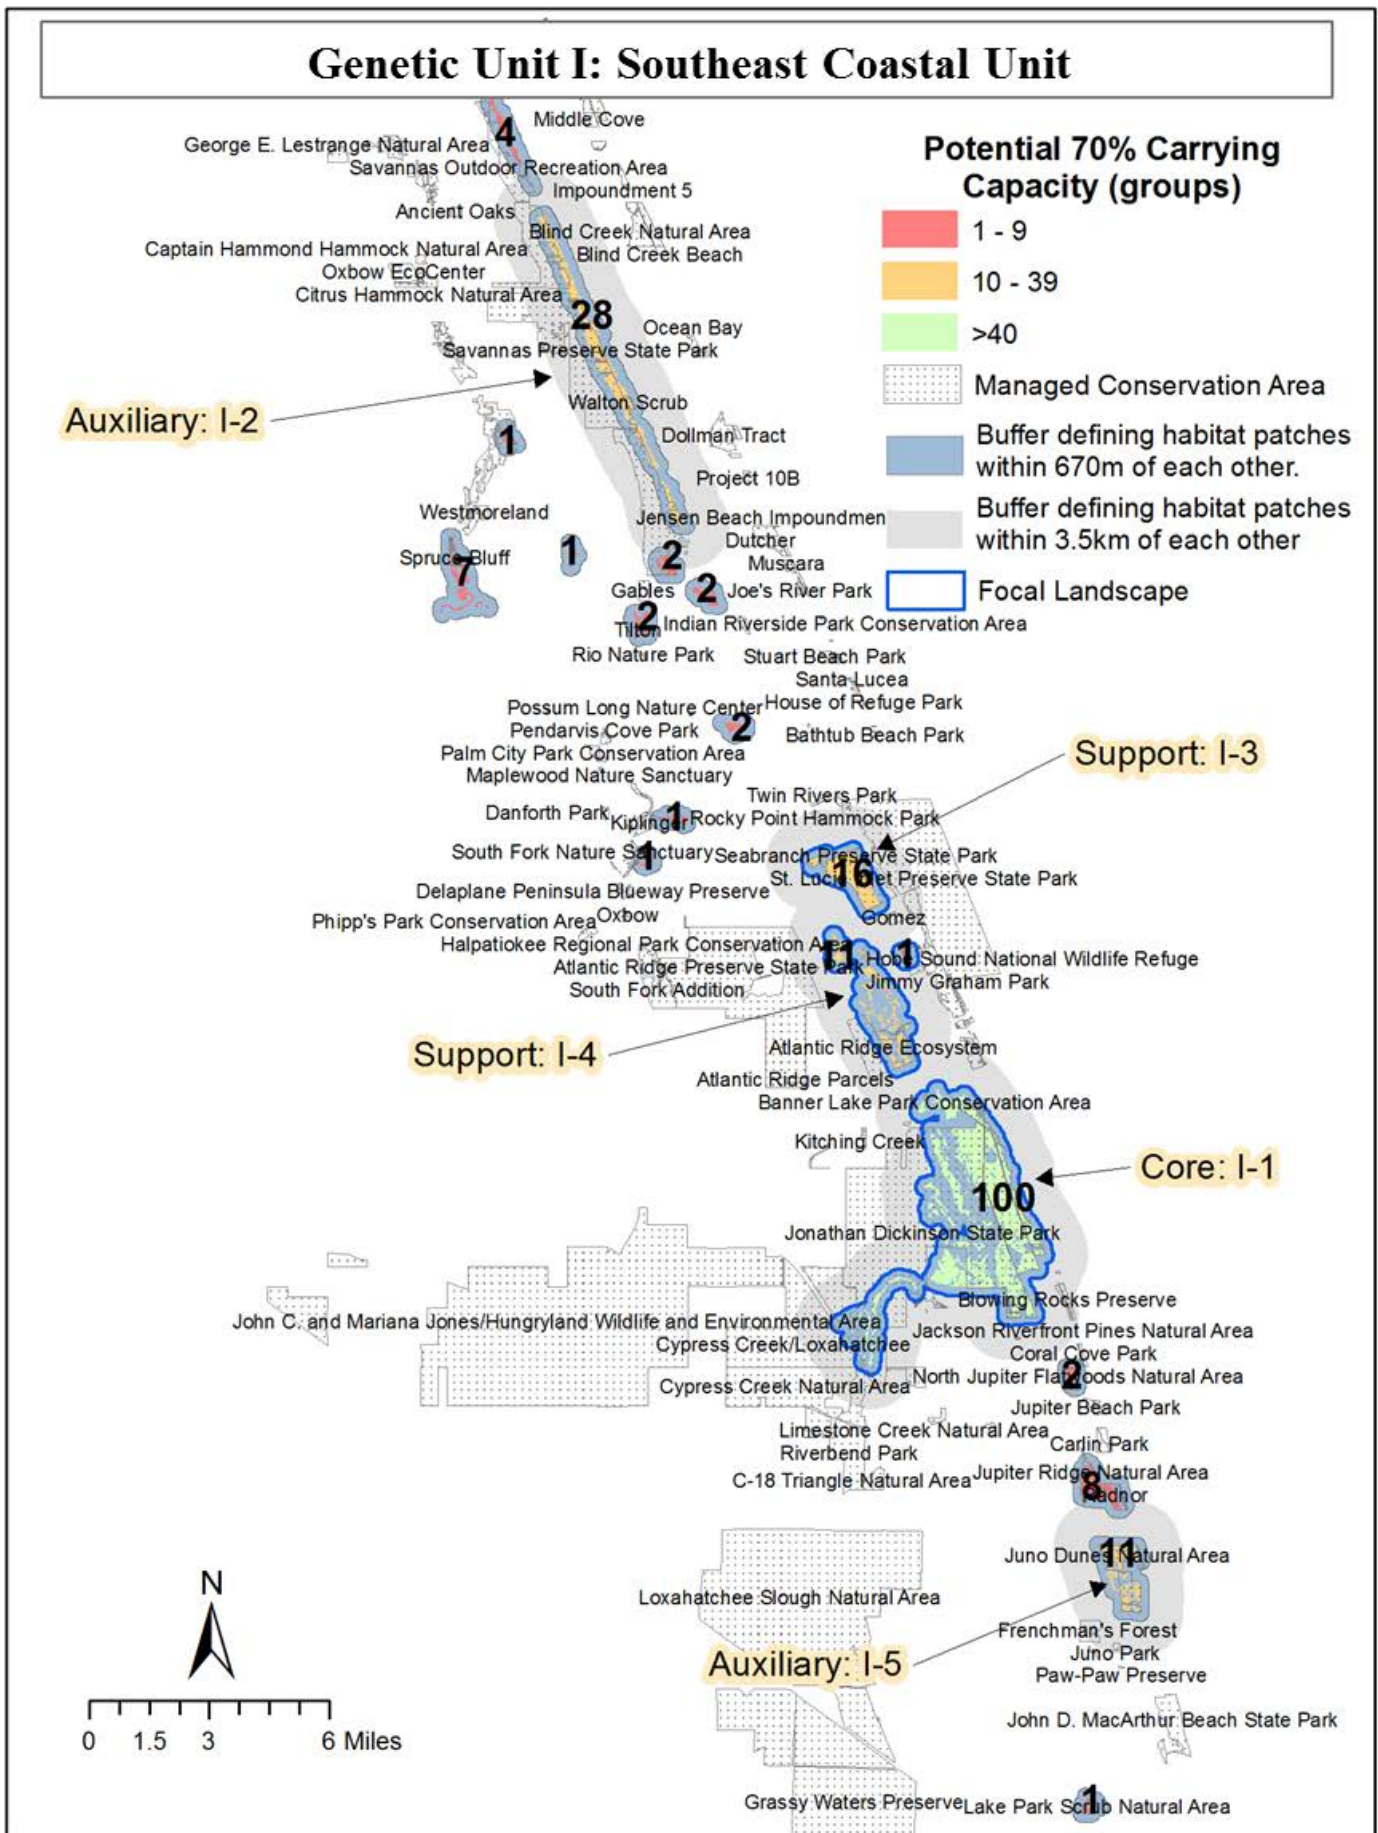 Genetic Unit I: Southeast Coastal Unit
Middle Cove
4
George E. Lestrange Natural Area
Savannas Outdoor Recreation Area
Impoundment 5
Ancient Oaks
Blind Creek Natural Area
Captain Hammond Hammock Natural Area
Blind Creek Beach
Oxbow EcoCenter
Citrus Hammock Natural Area
28
Ocean Bay
Savannas Preserve State Park
Auxiliary: I-2
Walton Scrub
1
Dollman Tract
Project 10B
Westmoreland
Jensen Beach Impoundmen
Dutcher
Spruce Bluff
7
1
2
Muscara
Gables
2
Joe's River Park
2
Tilton
Indian Riverside Park Conservation Area
Rio Nature Park
Stuart Beach Park
Santa Lucea
House of Refuge Park
Possum Long Nature Center
Pendarvis Cove Park
2
Bathtub Beach Park
Palm City Park Conservation Area
Maplewood Nature Sanctuary
Support: I-3
Twin Rivers Park
Danforth Park
Kiplinger
1
Rocky Point Hammock Park
South Fork Nature Sanctuary
1
Seabranch Preserve State Park
16
St. Lucie Inlet Preserve State Park
Delaplane Peninsula Blueway Preserve
Oxbow
Gomez
Phipp's Park Conservation Area
Halpatiokee Regional Park Conservation Area
11
1
Hobe Sound National Wildlife Refuge
Atlantic Ridge Preserve State Park
Jimmy Graham Park
South Fork Addition
Support: I-4
Atlantic Ridge Ecosystem
Atlantic Ridge Parcels
Banner Lake Park Conservation Area
Kitching Creek
Core: I-1
100
Jonathan Dickinson State Park
Blowing Rocks Preserve
John C. and Mariana Jones/Hungryland Wildlife and Environmental Area
Jackson Riverfront Pines Natural Area
Cypress Creek/Loxahatchee
Coral Cove Park
North Jupiter Flatwoods Natural Area
2
Cypress Creek Natural Area
Jupiter Beach Park
Limestone Creek Natural Area
Carlin Park
Riverbend Park
C-18 Triangle Natural Area
Jupiter Ridge Natural Area
8
Radnor
11
Juno Dunes Natural Area
Loxahatchee Slough Natural Area
Frenchman's Forest
Juno Park
Auxiliary: I-5
Paw-Paw Preserve
John D. MacArthur Beach State Park
Grassy Waters Preserve
Lake Park Scrub Natural Area
1
Potential 70% Carrying
Capacity (groups)
1 - 9
10 - 39
>40
Managed Conservation Area
Buffer defining habitat patches
within 670m of each other.
Buffer defining habitat patches
within 3.5km of each other
Focal Landscape
N
0 1.5 3 6 Miles